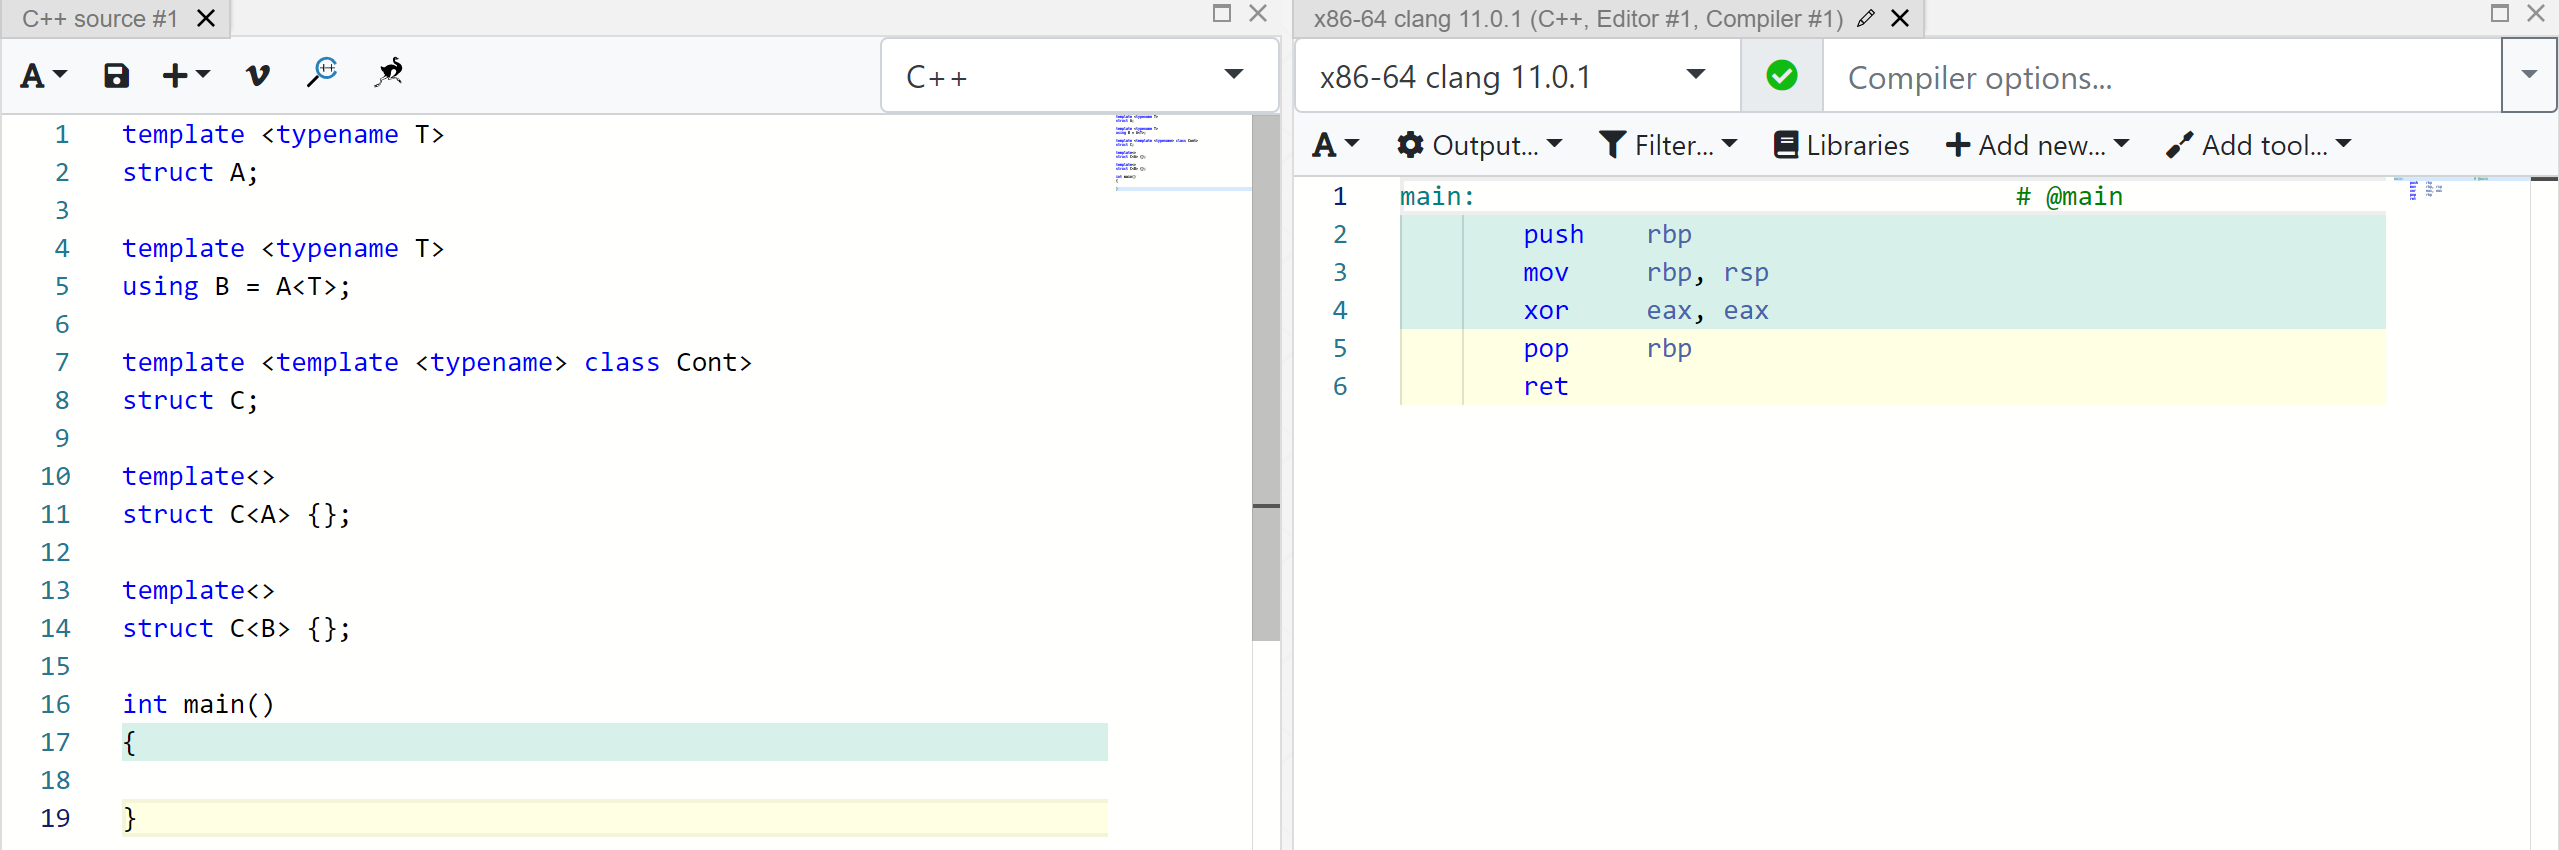 C++ source #1
A
C++
1 template <typename T>
2 struct A;
3
4 template <typename T>
5 using B = A<T>;
6
7 template <template <typename> class Cont>
8 struct C;
9
10 template<>
11 struct C<A> {};
12
13 template<>
14 struct C<B> {};
15
16 int main()
17 {
18
19 }
x86-64 clang 11.0.1 (C++, Editor #1, Compiler #1)
x86-64 clang 11.0.1 Compiler options...
A Output... Filter... Libraries Add new... Add tool...
1 main: # @main
2 push rbp
3 mov rbp, rsp
4 xor eax, eax
5 pop rbp
6 ret